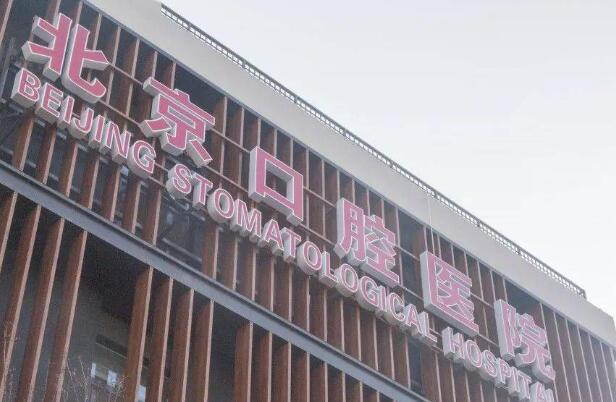 北京口腔医院
BEIJING STOMATOLOGICAL HOSPITAL